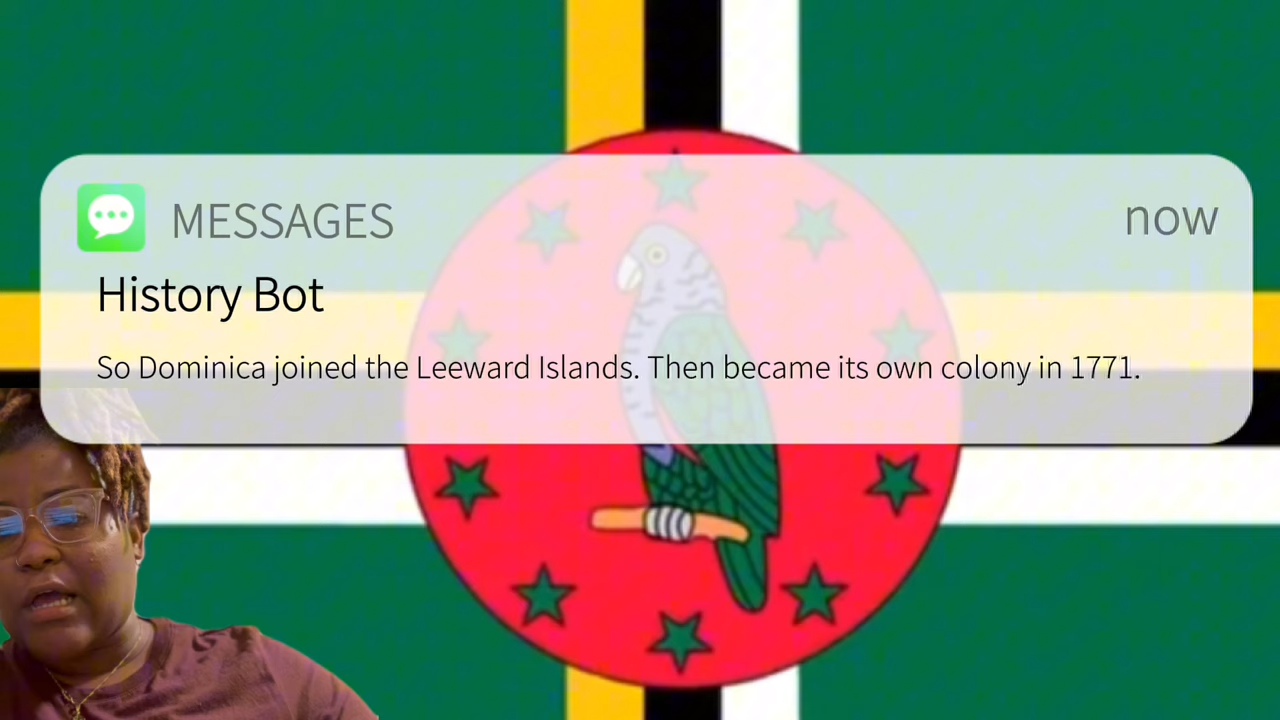 MESSAGES
now
History Bot
So Dominica joined the Leeward Islands. Then became its own colony in 1771.